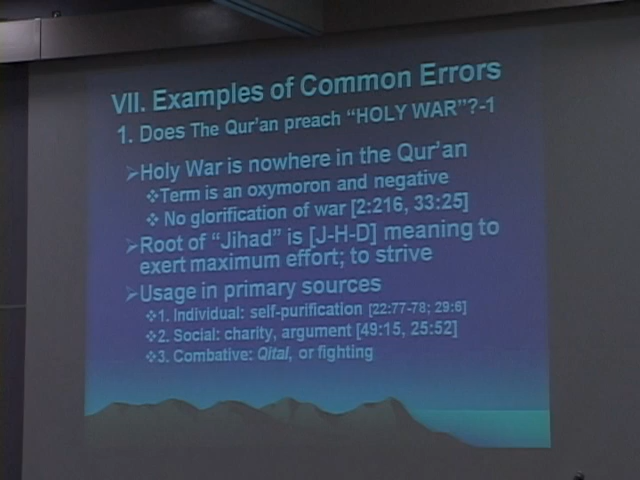 VII. Examples of Common Errors
1. Does The Qur'an preach "HOLY WAR"?-1
➢Holy War is nowhere in the Qur'an
❖Term is an oxymoron and negative
❖ No glorification of war [2:216, 33:25]
➢Root of "Jihad" is [J-H-D] meaning to
exert maximum effort; to strive
➢Usage in primary sources
❖1. Individual: self-purification [22:77-78; 29:6]
❖2. Social: charity, argument [49:15, 25:52]
❖3. Combative: Qital, or fighting